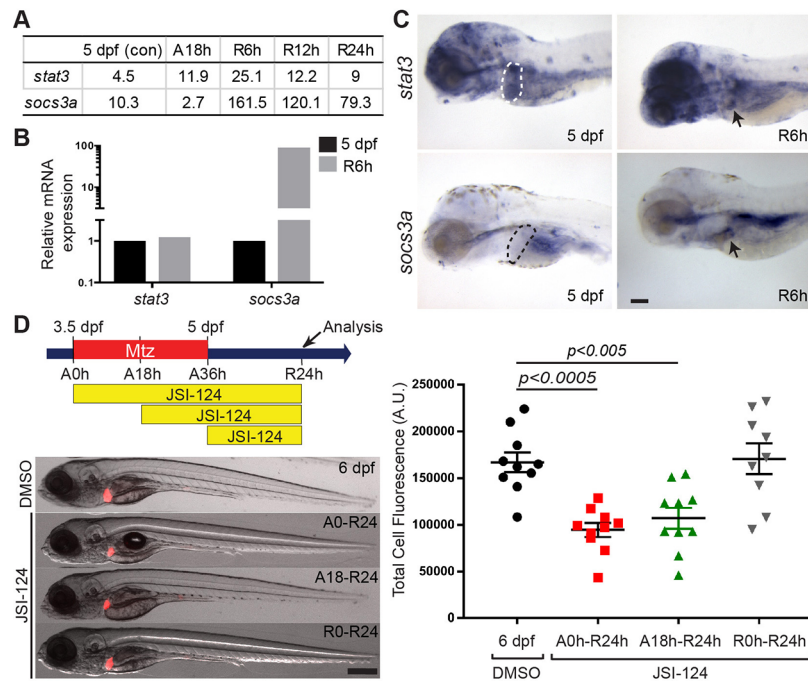 A
5 dpf (con) A18h R6h R12h R24h
stat3 4.5 11.9 25.1 12.2 9
socs3a 10.3 2.7 161.5 120.1 79.3
B
Relative mRNA
expression
100
10
1
0.1
5 dpf
R6h
stat3 socs3a
C
stat3
5 dpf
R6h
socs3a
5 dpf
R6h
D
3.5 dpf 5 dpf Analysis
Mtz
A0h A18h A36h R24h
JSI-124
JSI-124
JSI-124
DMSO
6 dpf
JSI-124
A0-R24
A18-R24
R0-R24
p<0.005
p<0.0005
Total Cell Fluorescence (A.U.)
250000
200000
150000
100000
50000
0
6 dpf A0h-R24h A18h-R24h R0h-R24h
DMSO JSI-124